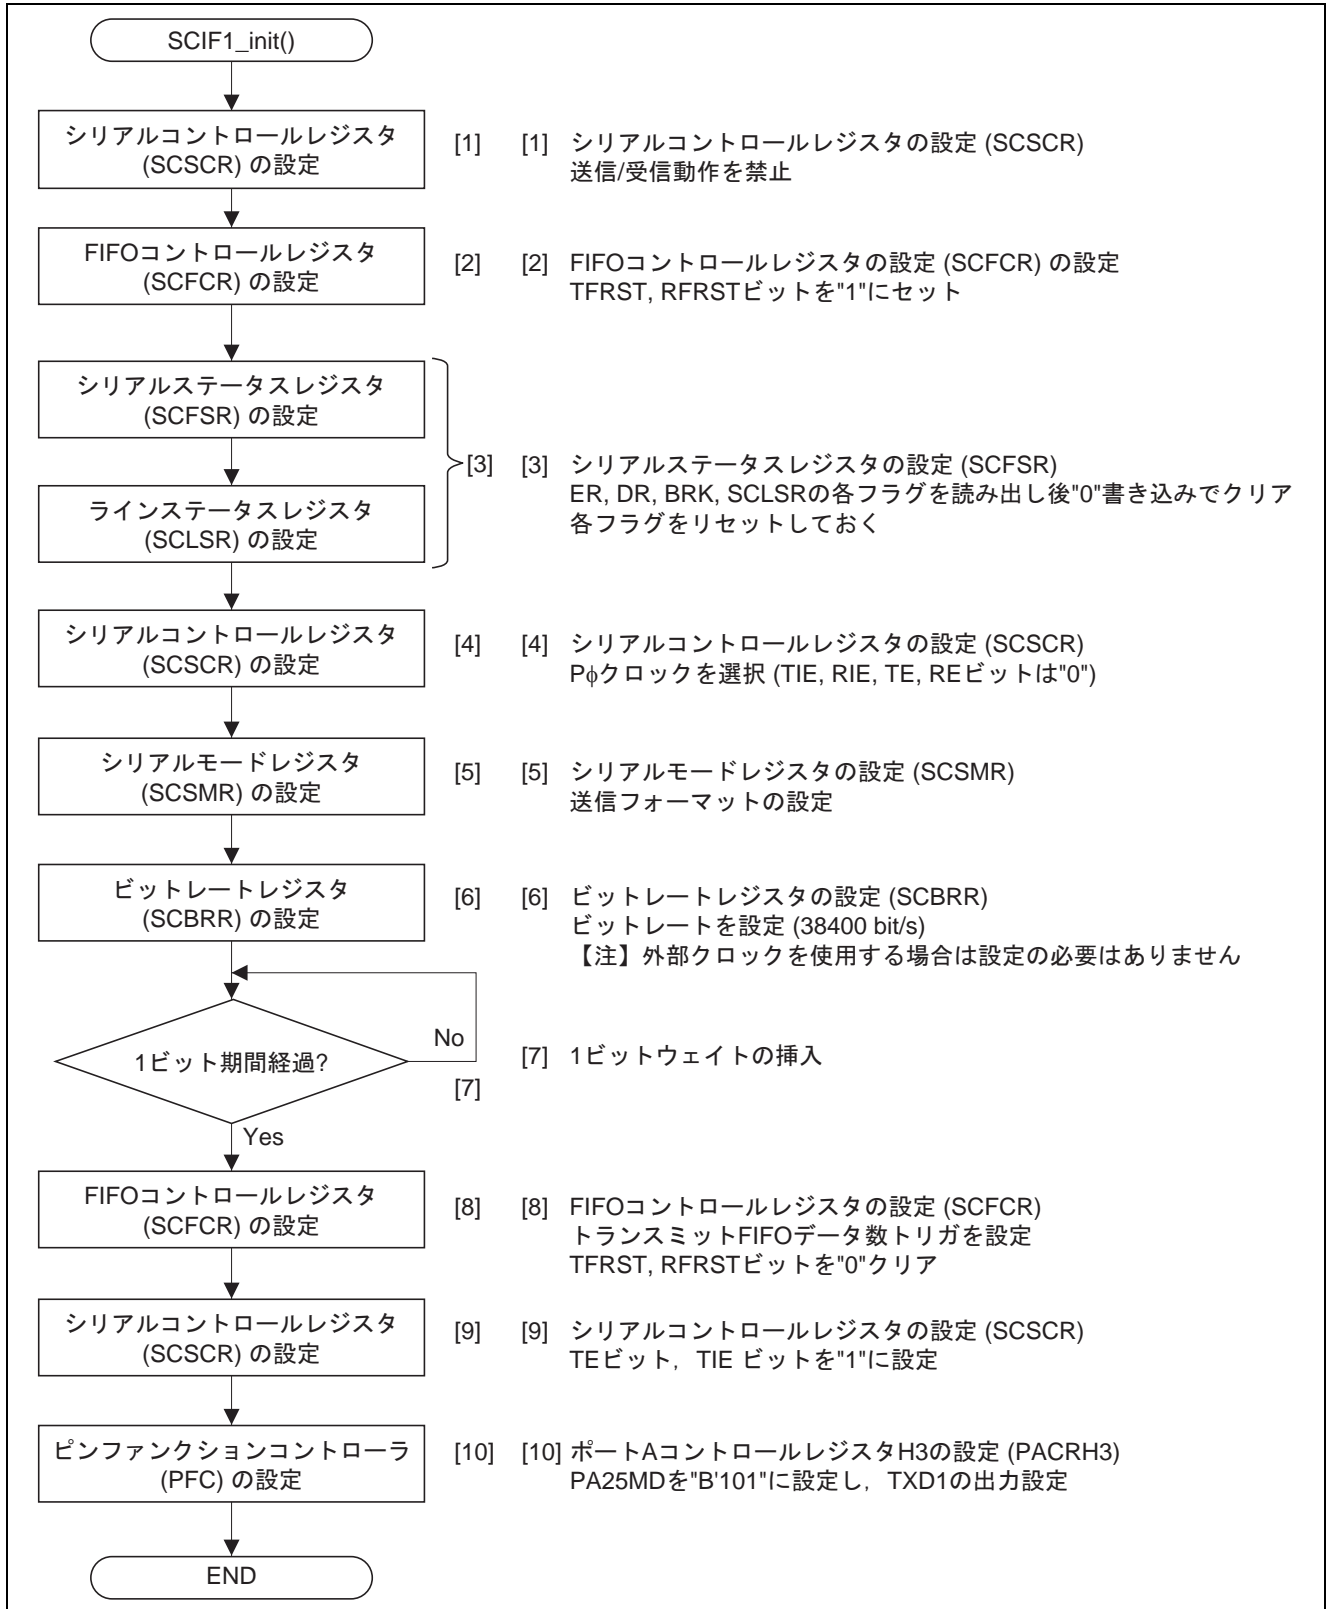 SCIF1_init()
シリアルコントロールレジスタ
(SCSCR) の設定
[1]
[1] シリアルコントロールレジスタの設定 (SCSCR)
送信/受信動作を禁止
FIFOコントロールレジスタ
(SCFCR) の設定
[2]
[2] FIFOコントロールレジスタの設定 (SCFCR) の設定
TFRST, RFRSTビットを"1"にセット
シリアルステータスレジスタ
(SCFSR) の設定
ラインステータスレジスタ
(SCLSR) の設定
[3]
[3] シリアルステータスレジスタの設定 (SCFSR)
ER, DR, BRK, SCLSRの各フラグを読み出し後"0"書き込みでクリア
各フラグをリセットしておく
シリアルコントロールレジスタ
(SCSCR) の設定
[4]
[4] シリアルコントロールレジスタの設定 (SCSCR)
Pφクロックを選択 (TIE, RIE, TE, REビットは"0")
シリアルモードレジスタ
(SCSMR) の設定
[5]
[5] シリアルモードレジスタの設定 (SCSMR)
送信フォーマットの設定
ビットレートレジスタ
(SCBRR) の設定
[6]
[6] ビットレートレジスタの設定 (SCBRR)
ビットレートを設定 (38400 bit/s)
【注】外部クロックを使用する場合は設定の必要はありません
1ビット期間経過?
No
[7]
[7] 1ビットウェイトの挿入
Yes
FIFOコントロールレジスタ
(SCFCR) の設定
[8]
[8] FIFOコントロールレジスタの設定 (SCFCR)
トランスミットFIFOデータ数トリガを設定
TFRST, RFRSTビットを"0"クリア
シリアルコントロールレジスタ
(SCSCR) の設定
[9]
[9] シリアルコントロールレジスタの設定 (SCSCR)
TEビット，TIE ビットを"1"に設定
ピンファンクションコントローラ
(PFC) の設定
[10]
[10] ポートAコントロールレジスタH3の設定 (PACRH3)
PA25MDを"B'101"に設定し，TXD1の出力設定
END